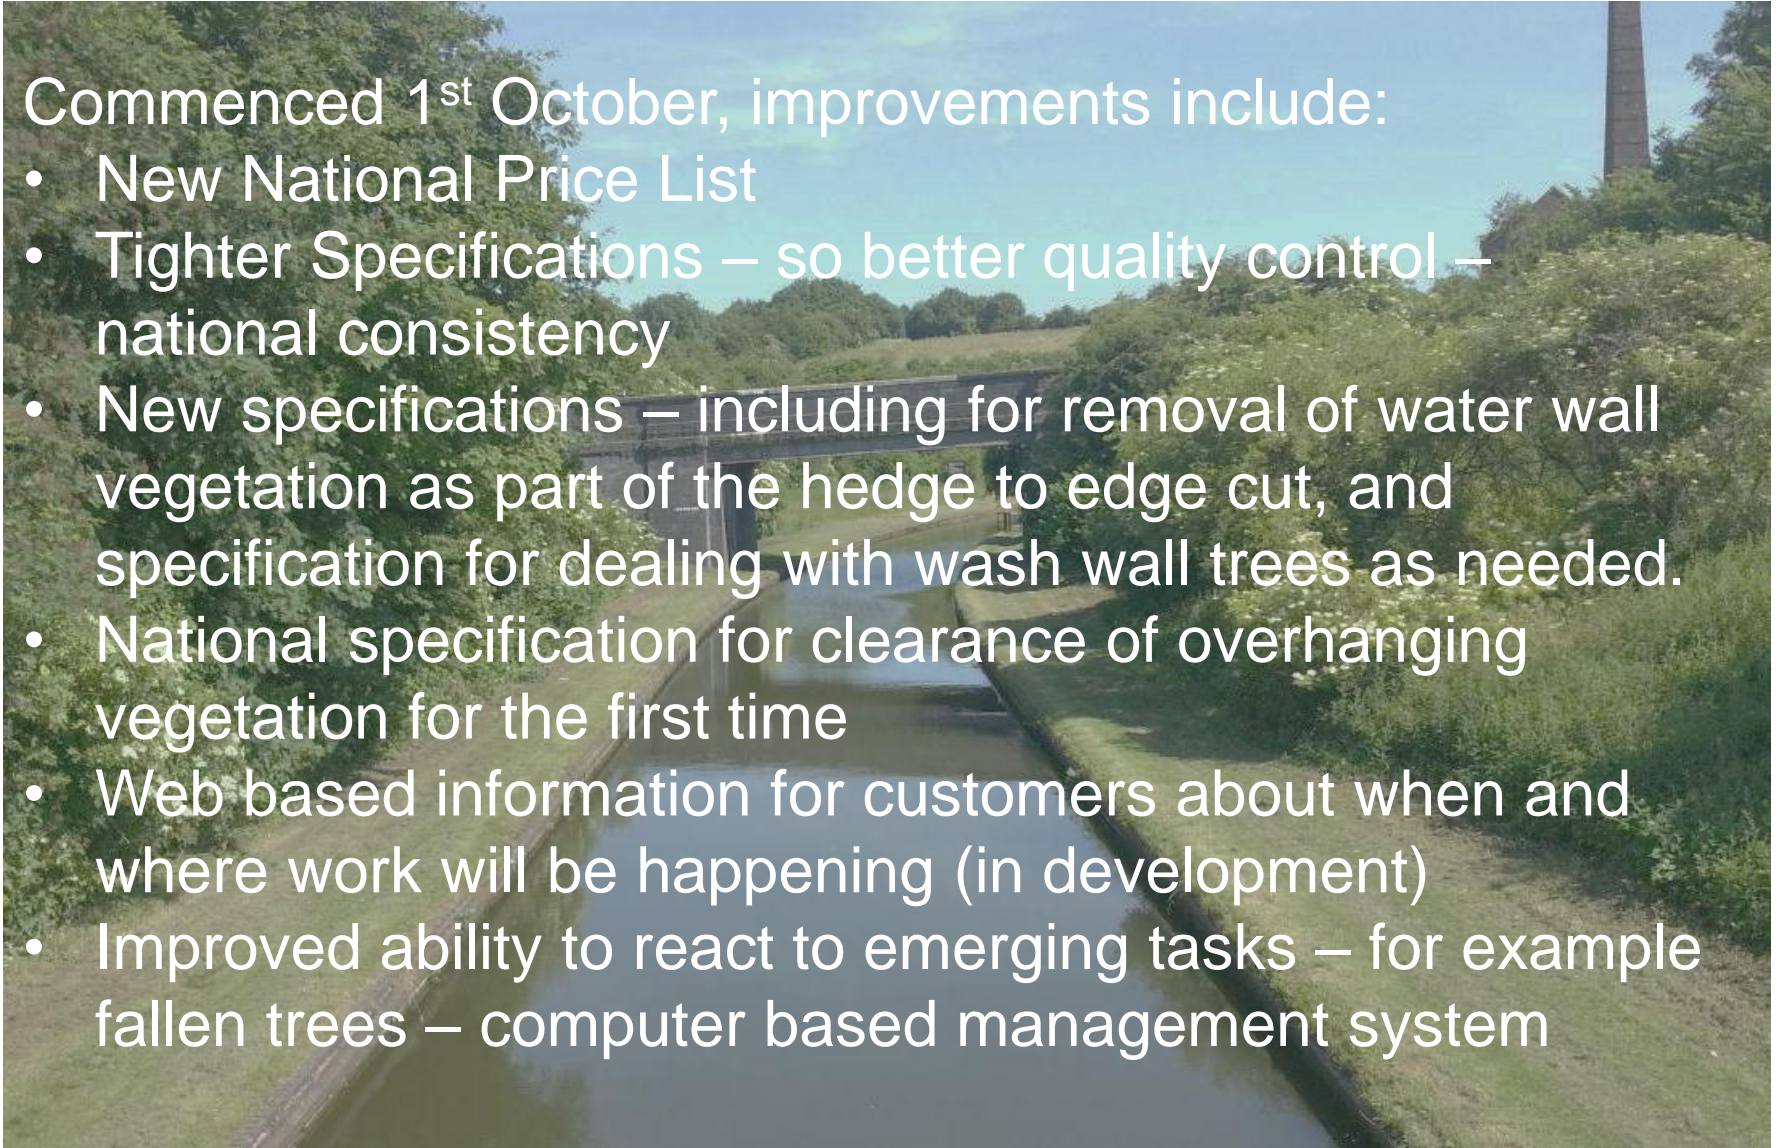 Commenced 1st October, improvements include:
• New National Price List
• Tighter Specifications – so better quality control –
national consistency
• New specifications – including for removal of water wall
vegetation as part of the hedge to edge cut, and
specification for dealing with wash wall trees as needed.
• National specification for clearance of overhanging
vegetation for the first time
• Web based information for customers about when and
where work will be happening (in development)
• Improved ability to react to emerging tasks – for example
fallen trees – computer based management system